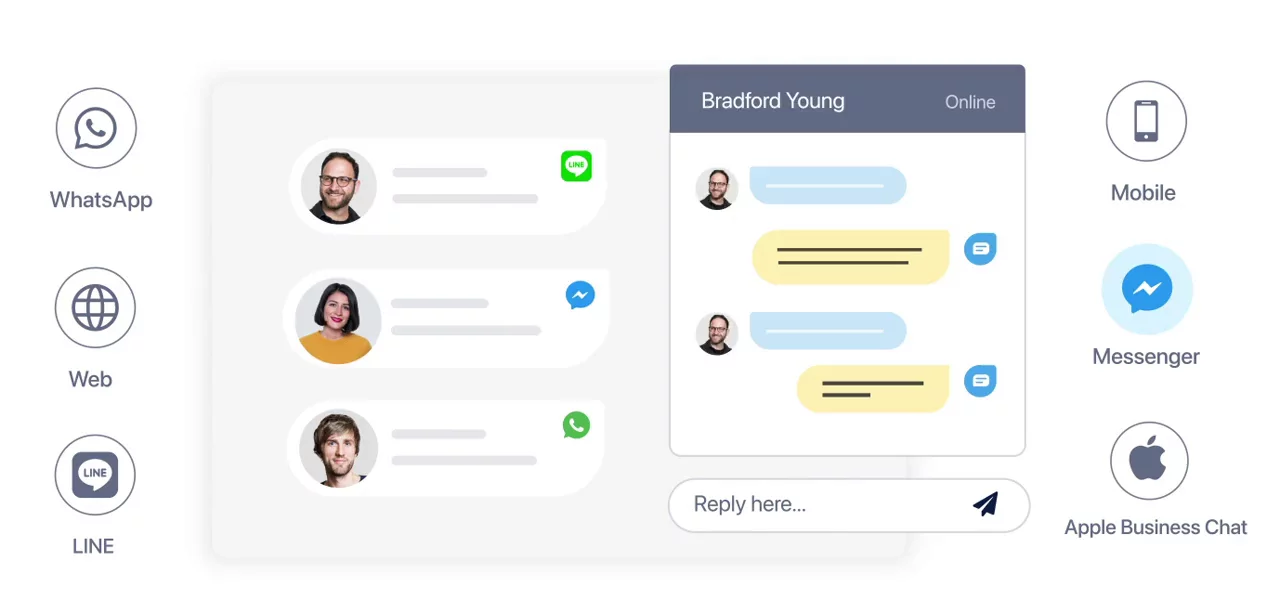 WhatsApp
Web
LINE
LINE
LINE
Bradford Young
Online
Reply here...
Mobile
Messenger
Apple Business Chat